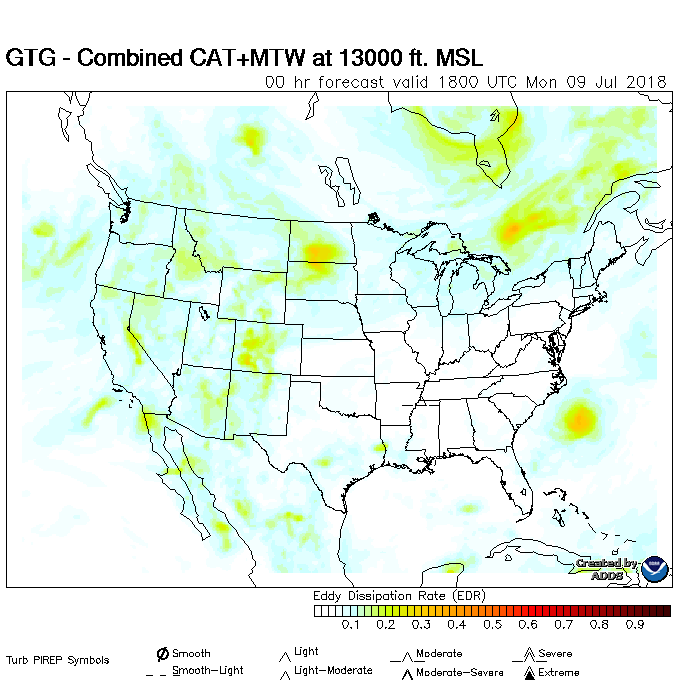 GTG - Combined CAT+MTW at 13000 ft. MSL
00 hr forecast valid 1800 UTC Mon 09 Jul 2018
Created by
ADDS
Eddy Dissipation Rate (EDR)
0.1 0.2 0.3 0.4 0.5 0.6 0.7 0.8 0.9
Turb PIREP Symbols
Smooth Light Moderate Severe
Smooth-Light Light-Moderate Moderate-Severe Extreme